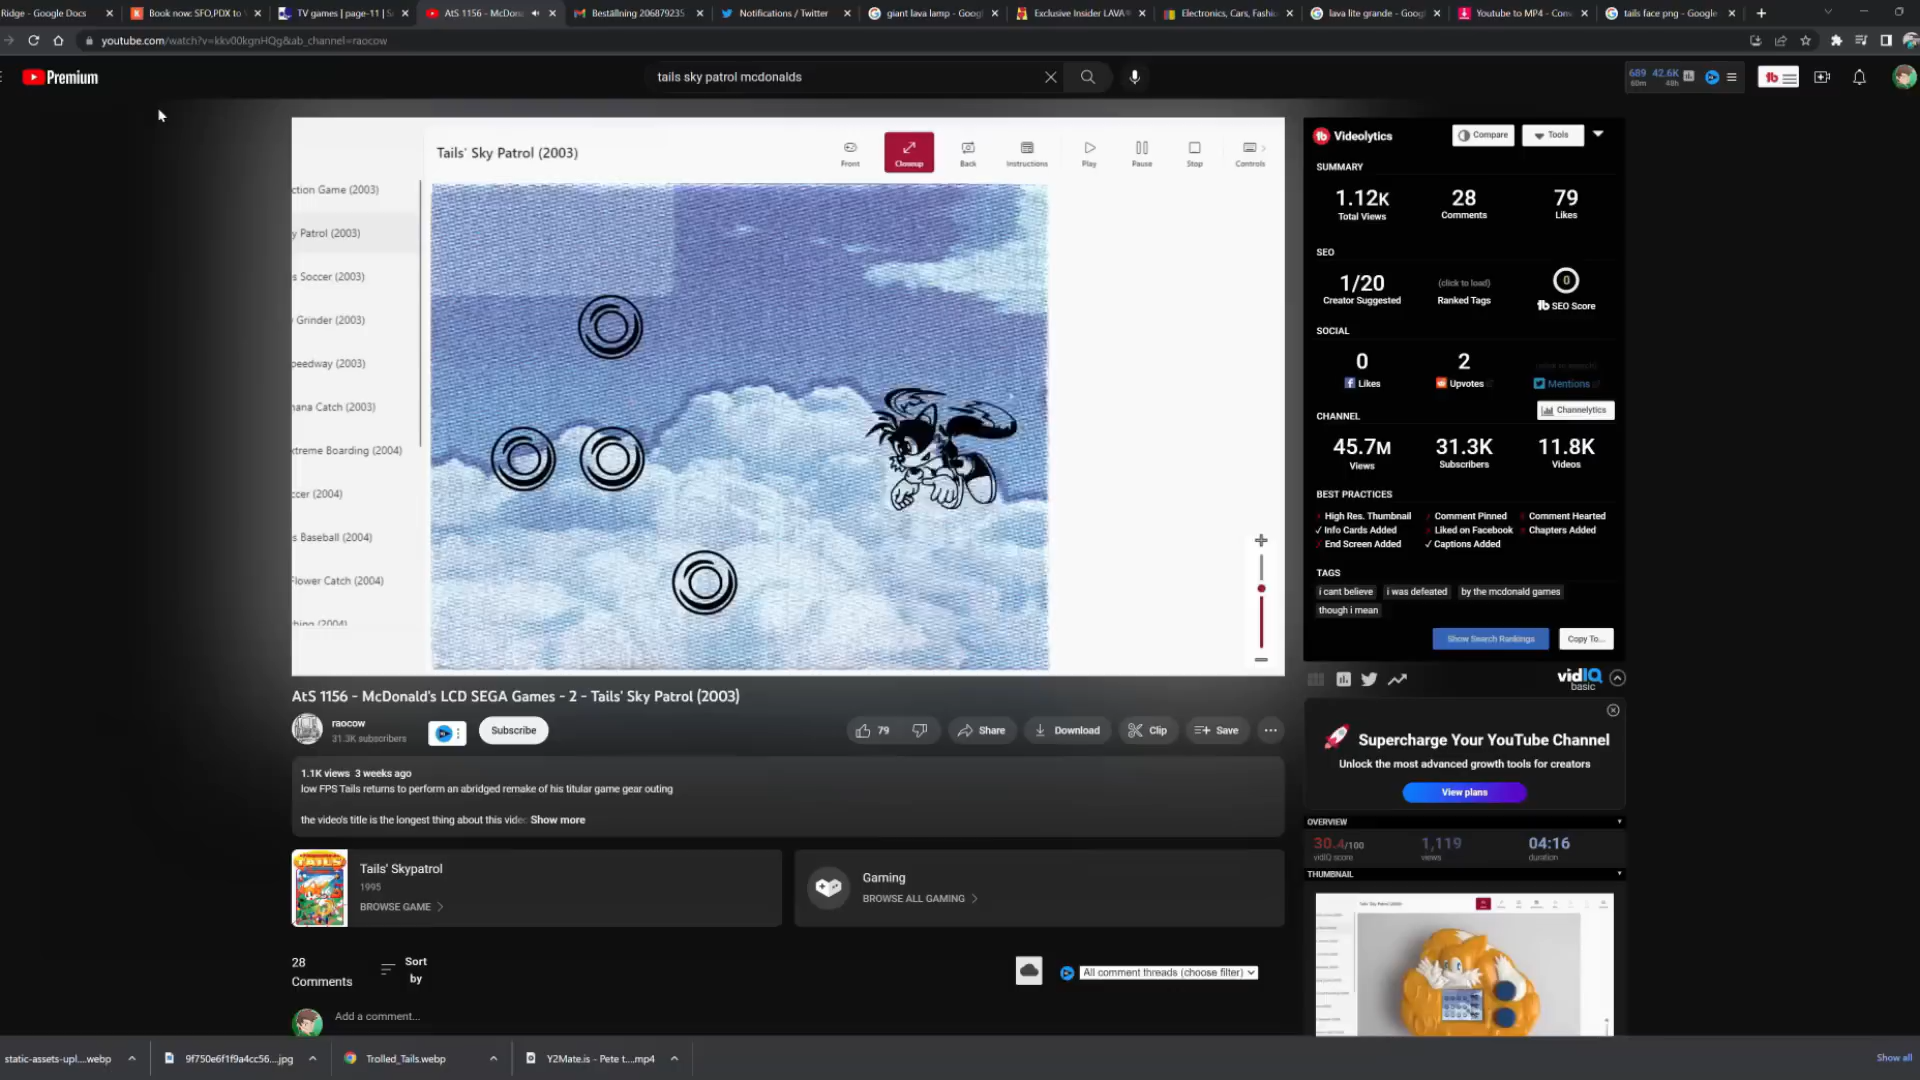 Ridge - Google Docs
Book now: SFO,PDX to
TV games | page-11 | S
AtS 1156 - McDona
Beställning 206879235
Notifications / Twitter
giant lava lamp - Goog
Exclusive Insider LAVA®
Electronics, Cars, Fashi
lava lite grande - Goog
Youtube to MP4 - Con
tails face png - Google
youtube.com/watch?v=kkv00kgnHQg&ab_channel=raocow
Premium
tails sky patrol mcdonalds
689
60m
42.6K
48h
Tails' Sky Patrol (2003)
Front
Closeup
Back
Instructions
Play
Pause
Stop
Controls
ction Game (2003)
y Patrol (2003)
s Soccer (2003)
Grinder (2003)
peedway (2003)
nana Catch (2003)
xtreme Boarding (2004)
ccer (2004)
s Baseball (2004)
Flower Catch (2004)
thing (2004)
Videolytics
Compare
Tools
SUMMARY
1.12K
Total Views
28
Comments
79
Likes
SEO
1/20
Creator Suggested
(click to load)
Ranked Tags
0
SEO Score
SOCIAL
0
Likes
2
Upvotes
Mentions
CHANNEL
Channelytics
45.7M
Views
31.3K
Subscribers
11.8K
Videos
BEST PRACTICES
High Res. Thumbnail
Comment Pinned
Comment Hearted
Info Cards Added
Liked on Facebook
Chapters Added
End Screen Added
Captions Added
TAGS
i cant believe
i was defeated
by the mcdonald games
though i mean
Show Search Rankings
Copy To...
vidIQ
basic
AtS 1156 - McDonald's LCD SEGA Games - 2 - Tails' Sky Patrol (2003)
raocow
31.3K subscribers
Subscribe
79
Share
Download
Clip
Save
1.1K views 3 weeks ago
low FPS Tails returns to perform an abridged remake of his titular game gear outing
the video's title is the longest thing about this vide Show more
Supercharge Your YouTube Channel
Unlock the most advanced growth tools for creators
View plans
OVERVIEW
30.4/100
vidIQ score
1,119
views
04:16
duration
THUMBNAIL
Tails' Sky Patrol (2003)
Tails' Skypatrol
1995
BROWSE GAME
Gaming
BROWSE ALL GAMING
28
Comments
Sort
by
All comment threads (choose filter)
Add a comment...
static-assets-upl....webp
9f750e6f1f9a4cc56....jpg
Trolled_Tails.webp
Y2Mate.is - Pete t....mp4
Show all